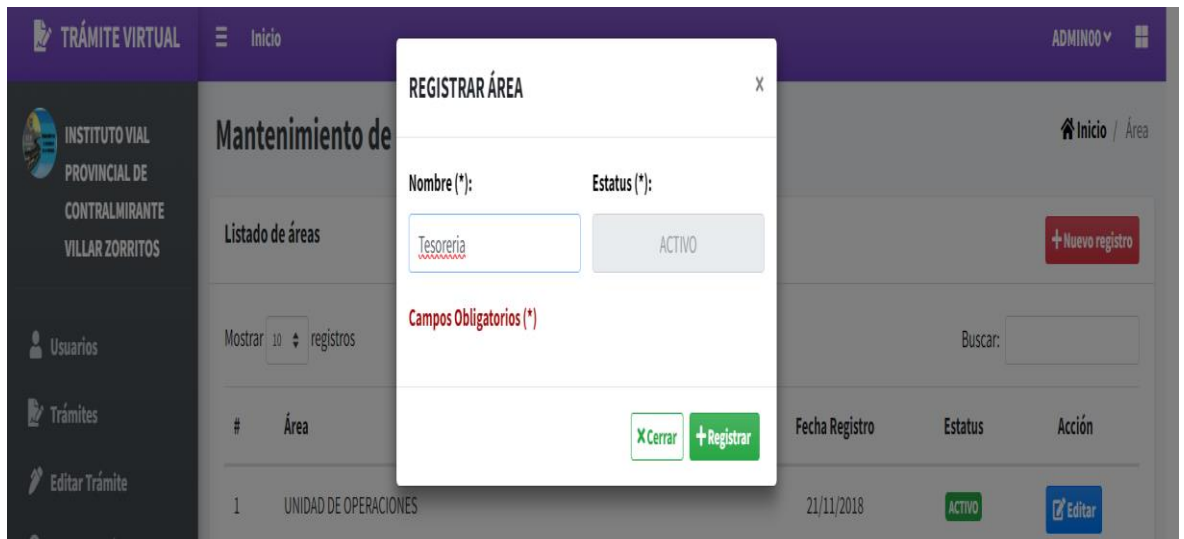 TRÁMITE VIRTUAL
Inicio
ADMIN00
INSTITUTO VIAL
PROVINCIAL DE
CONTRALMIRANTE
VILLAR ZORRITOS
Usuarios
Trámites
Editar Trámite
Mantenimiento de
Inicio / Área
Listado de áreas
+Nuevo registro
Mostrar 10 registros
Buscar:
# Área Fecha Registro Estatus Acción
1 UNIDAD DE OPERACIONES 21/11/2018 ACTIVO Editar
REGISTRAR ÁREA X
Nombre (*): Estatus (*):
Tesoreria ACTIVO
Campos Obligatorios (*)
X Cerrar +Registrar